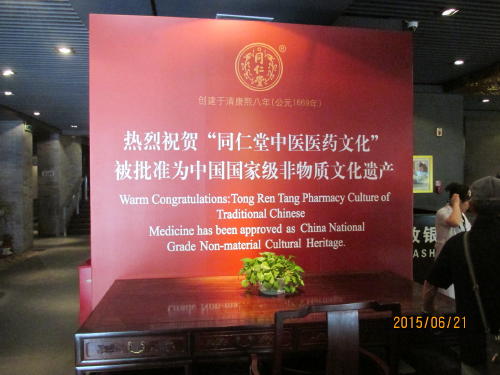 同仁堂
®
创建于清康熙八年(公元1669年)
热烈祝贺“同仁堂中医医药文化”
被批准为中国国家级非物质文化遗产
Warm Congratulations:Tong Ren Tang Pharmacy Culture of
Traditional Chinese
Medicine has been approved as China National
Grade Non-material Cultural Heritage.
银
ASH
2015/06/21